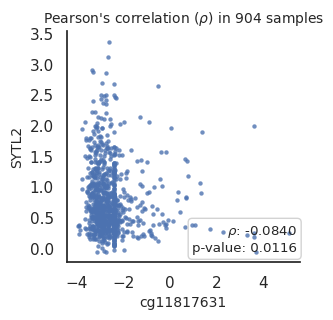 Pearson's correlation (ρ) in 904 samples
3.5
3.0
2.5
2.0
1.5
1.0
0.5
0.0
SYTL2
ρ: -0.0840
p-value: 0.0116
−4 −2 0 2 4
cg11817631